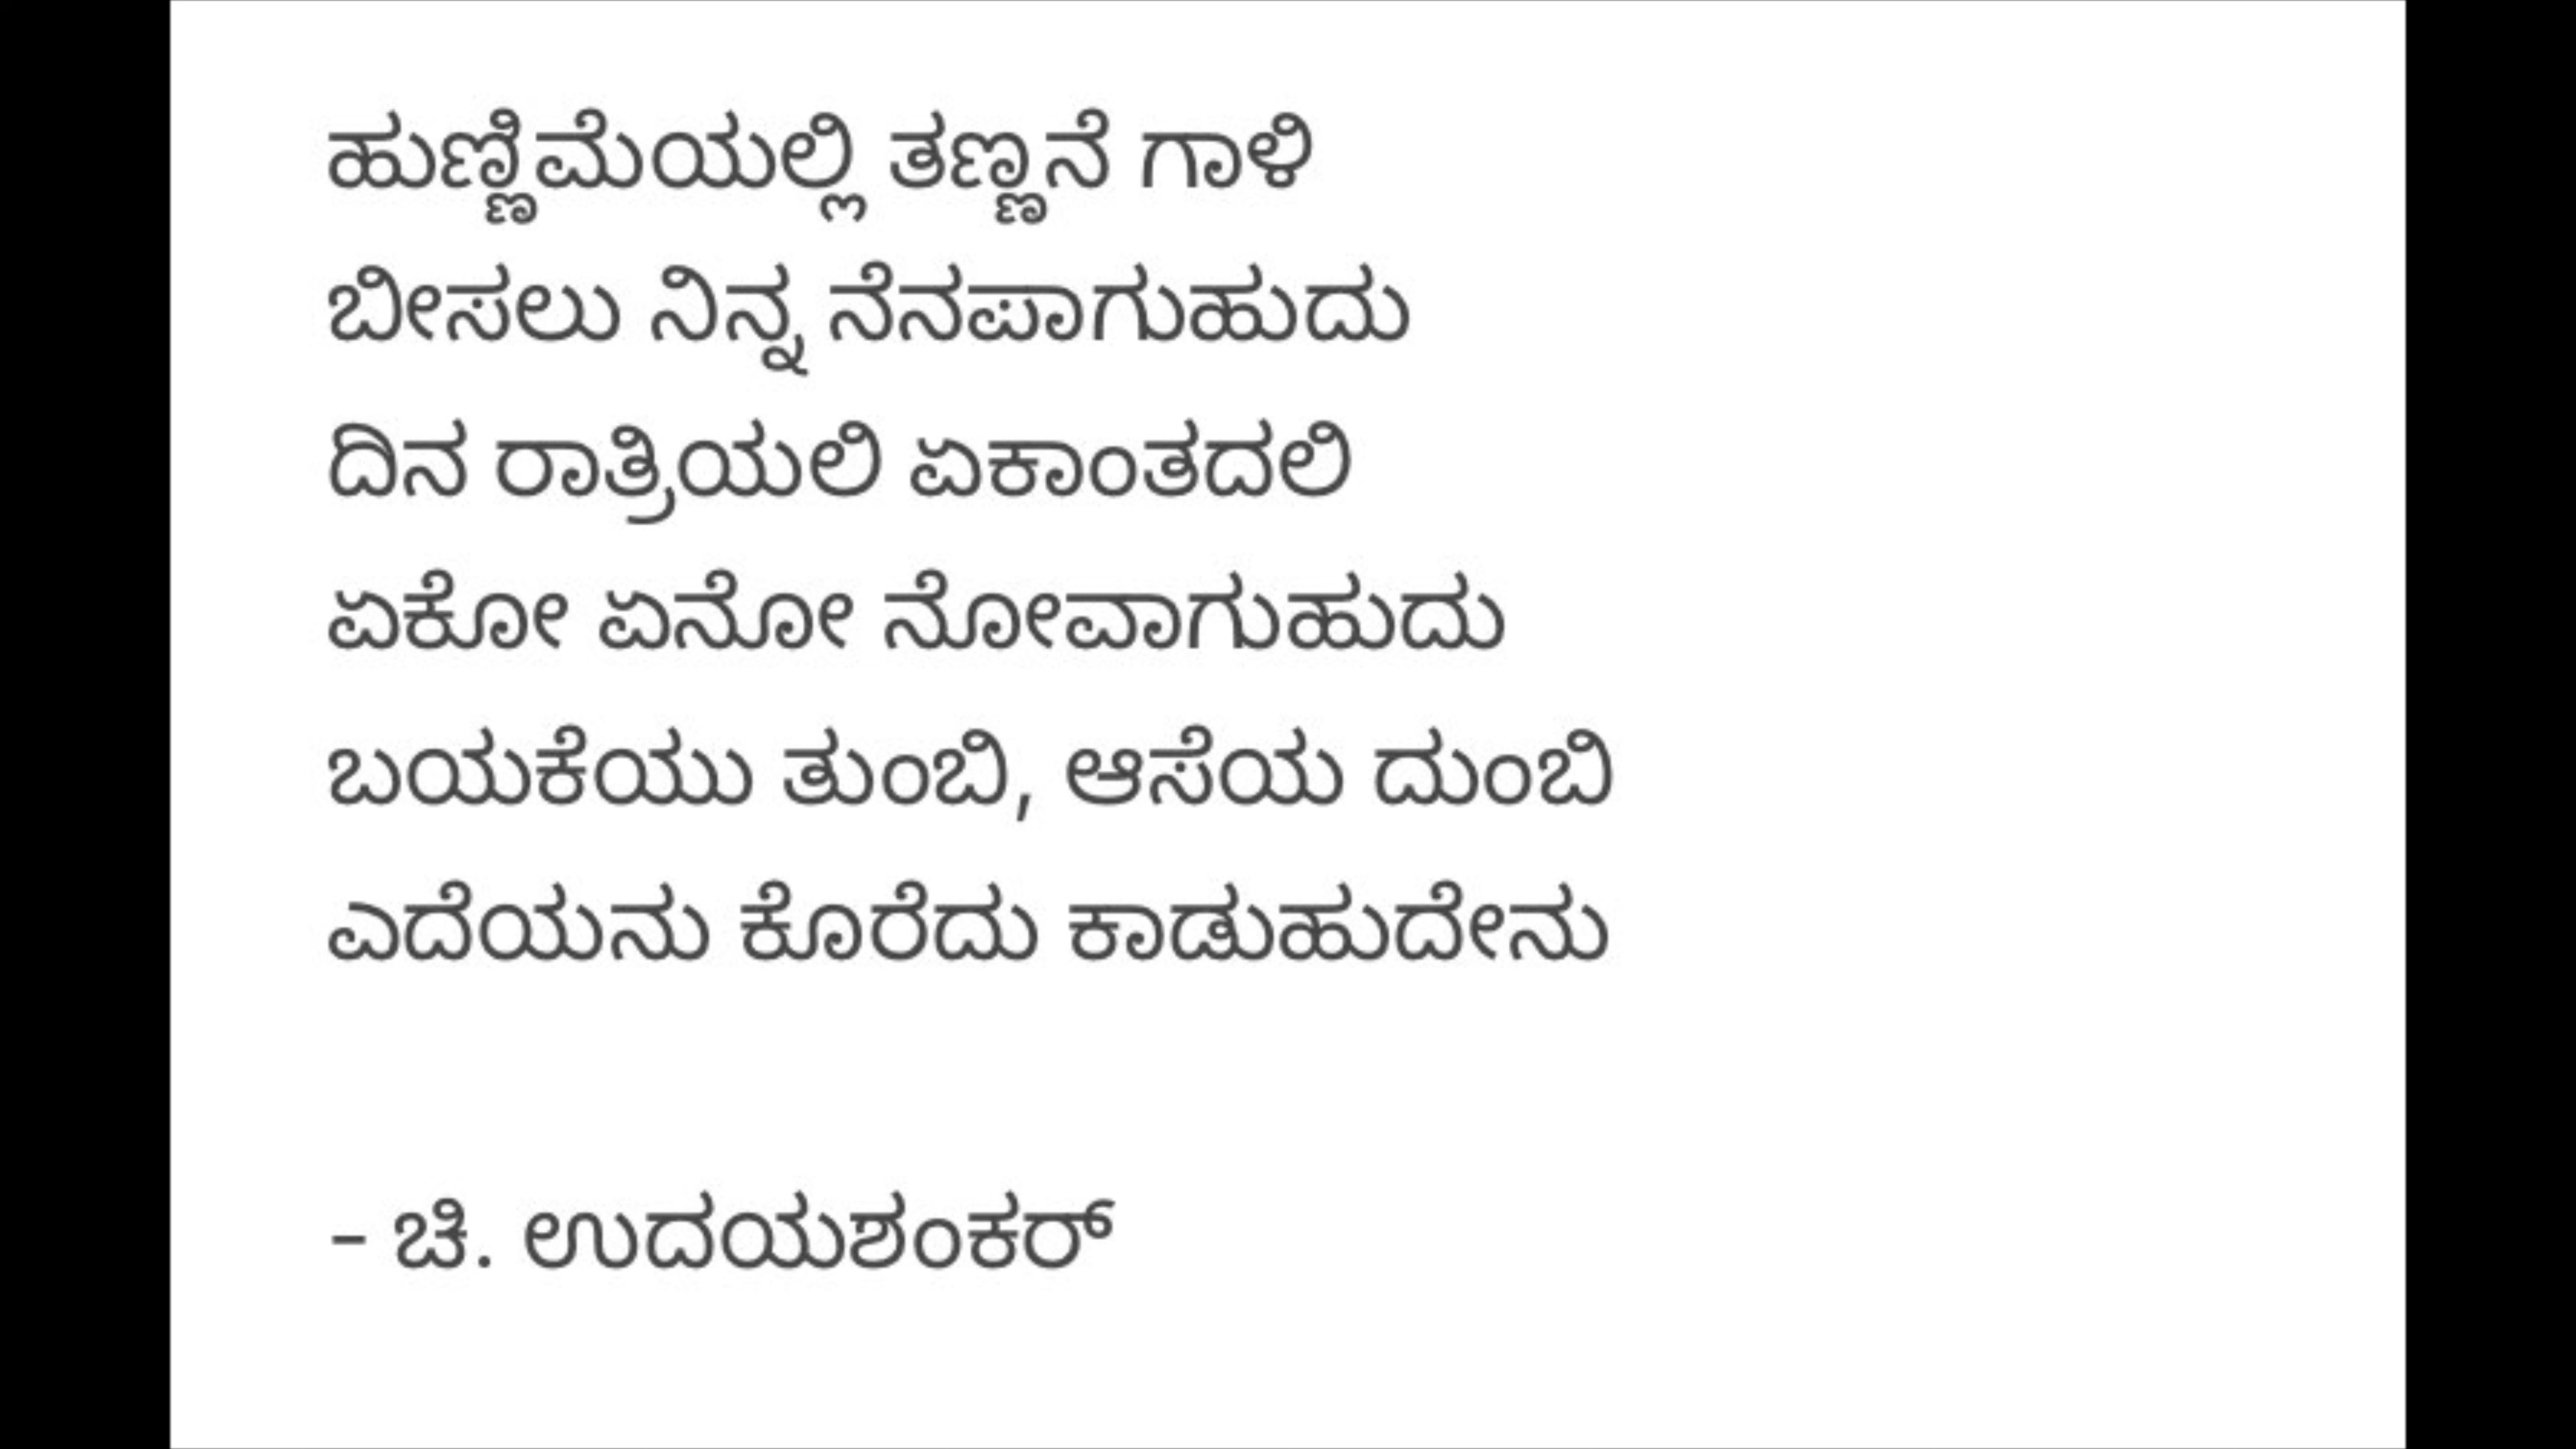 ಹುಣ್ಣಿಮೆಯಲ್ಲಿ ತಣ್ಣನೆ ಗಾಳಿ
ಬೀಸಲು ನಿನ್ನ ನೆನಪಾಗುಹುದು
ದಿನ ರಾತ್ರಿಯಲಿ ಏಕಾಂತದಲಿ
ಏಕೋ ಏನೋ ನೋವಾಗುಹುದು
ಬಯಕೆಯು ತುಂಬಿ, ಆಸೆಯ ದುಂಬಿ
ಎದೆಯನು ಕೊರೆದು ಕಾಡುಹುದೇನು
- ಚಿ. ಉದಯಶಂಕರ್